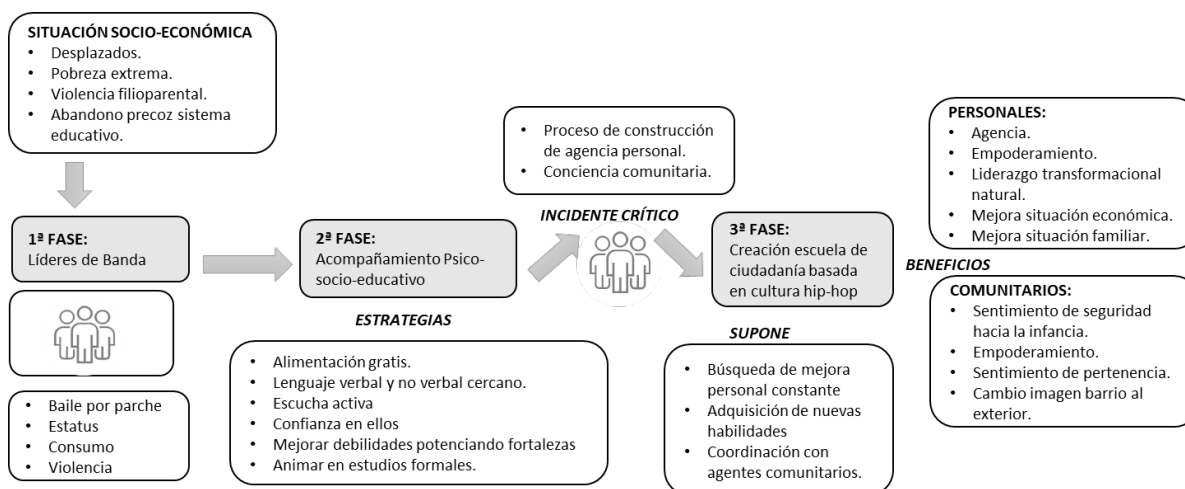 SITUACIÓN SOCIO-ECONÓMICA
• Desplazados.
• Pobreza extrema.
• Violencia filioparental.
• Abandono precoz sistema
educativo.
1ª FASE:
Líderes de Banda
• Baile por parche
• Estatus
• Consumo
• Violencia
2ª FASE:
Acompañamiento Psico-
socio-educativo
ESTRATEGIAS
• Alimentación gratis.
• Lenguaje verbal y no verbal cercano.
• Escucha activa
• Confianza en ellos
• Mejorar debilidades potenciando fortalezas
• Animar en estudios formales.
• Proceso de construcción
de agencia personal.
• Conciencia comunitaria.
INCIDENTE CRÍTICO
3ª FASE:
Creación escuela de
ciudadanía basada
en cultura hip-hop
SUPONE
• Búsqueda de mejora
personal constante
• Adquisición de nuevas
habilidades
• Coordinación con
agentes comunitarios.
BENEFICIOS
PERSONALES:
• Agencia.
• Empoderamiento.
• Liderazgo transformacional
natural.
• Mejora situación económica.
• Mejora situación familiar.
COMUNITARIOS:
• Sentimiento de seguridad
hacia la infancia.
• Empoderamiento.
• Sentimiento de pertenencia.
• Cambio imagen barrio al
exterior.